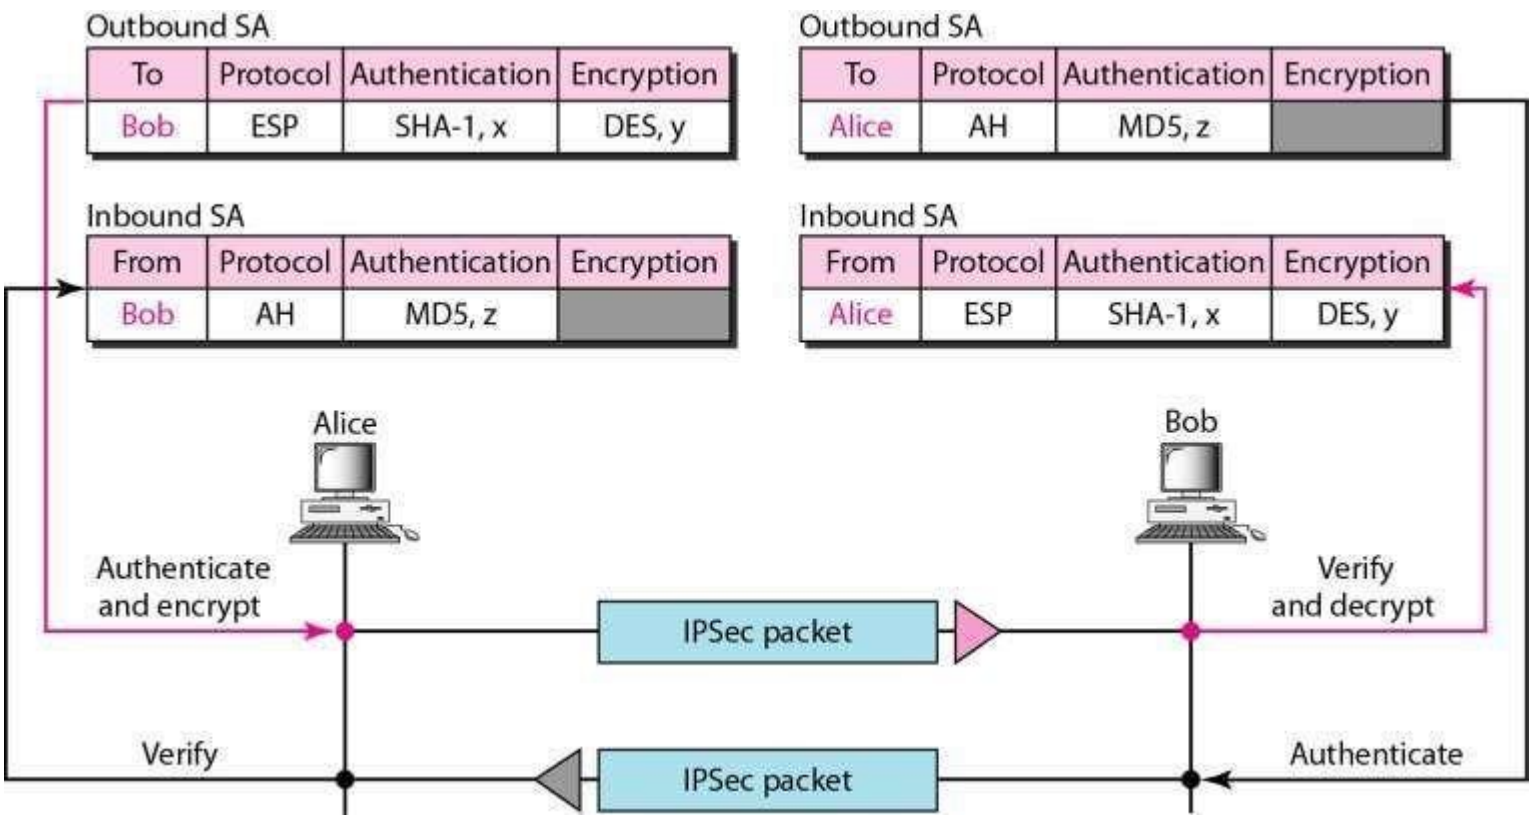 Outbound SA
To Protocol Authentication Encryption
Bob ESP SHA-1, x DES, y
Inbound SA
From Protocol Authentication Encryption
Bob AH MD5, z
Outbound SA
To Protocol Authentication Encryption
Alice AH MD5, z
Inbound SA
From Protocol Authentication Encryption
Alice ESP SHA-1, x DES, y
Alice
Bob
Authenticate
and encrypt
IPSec packet
Verify
and decrypt
Verify
IPSec packet
Authenticate